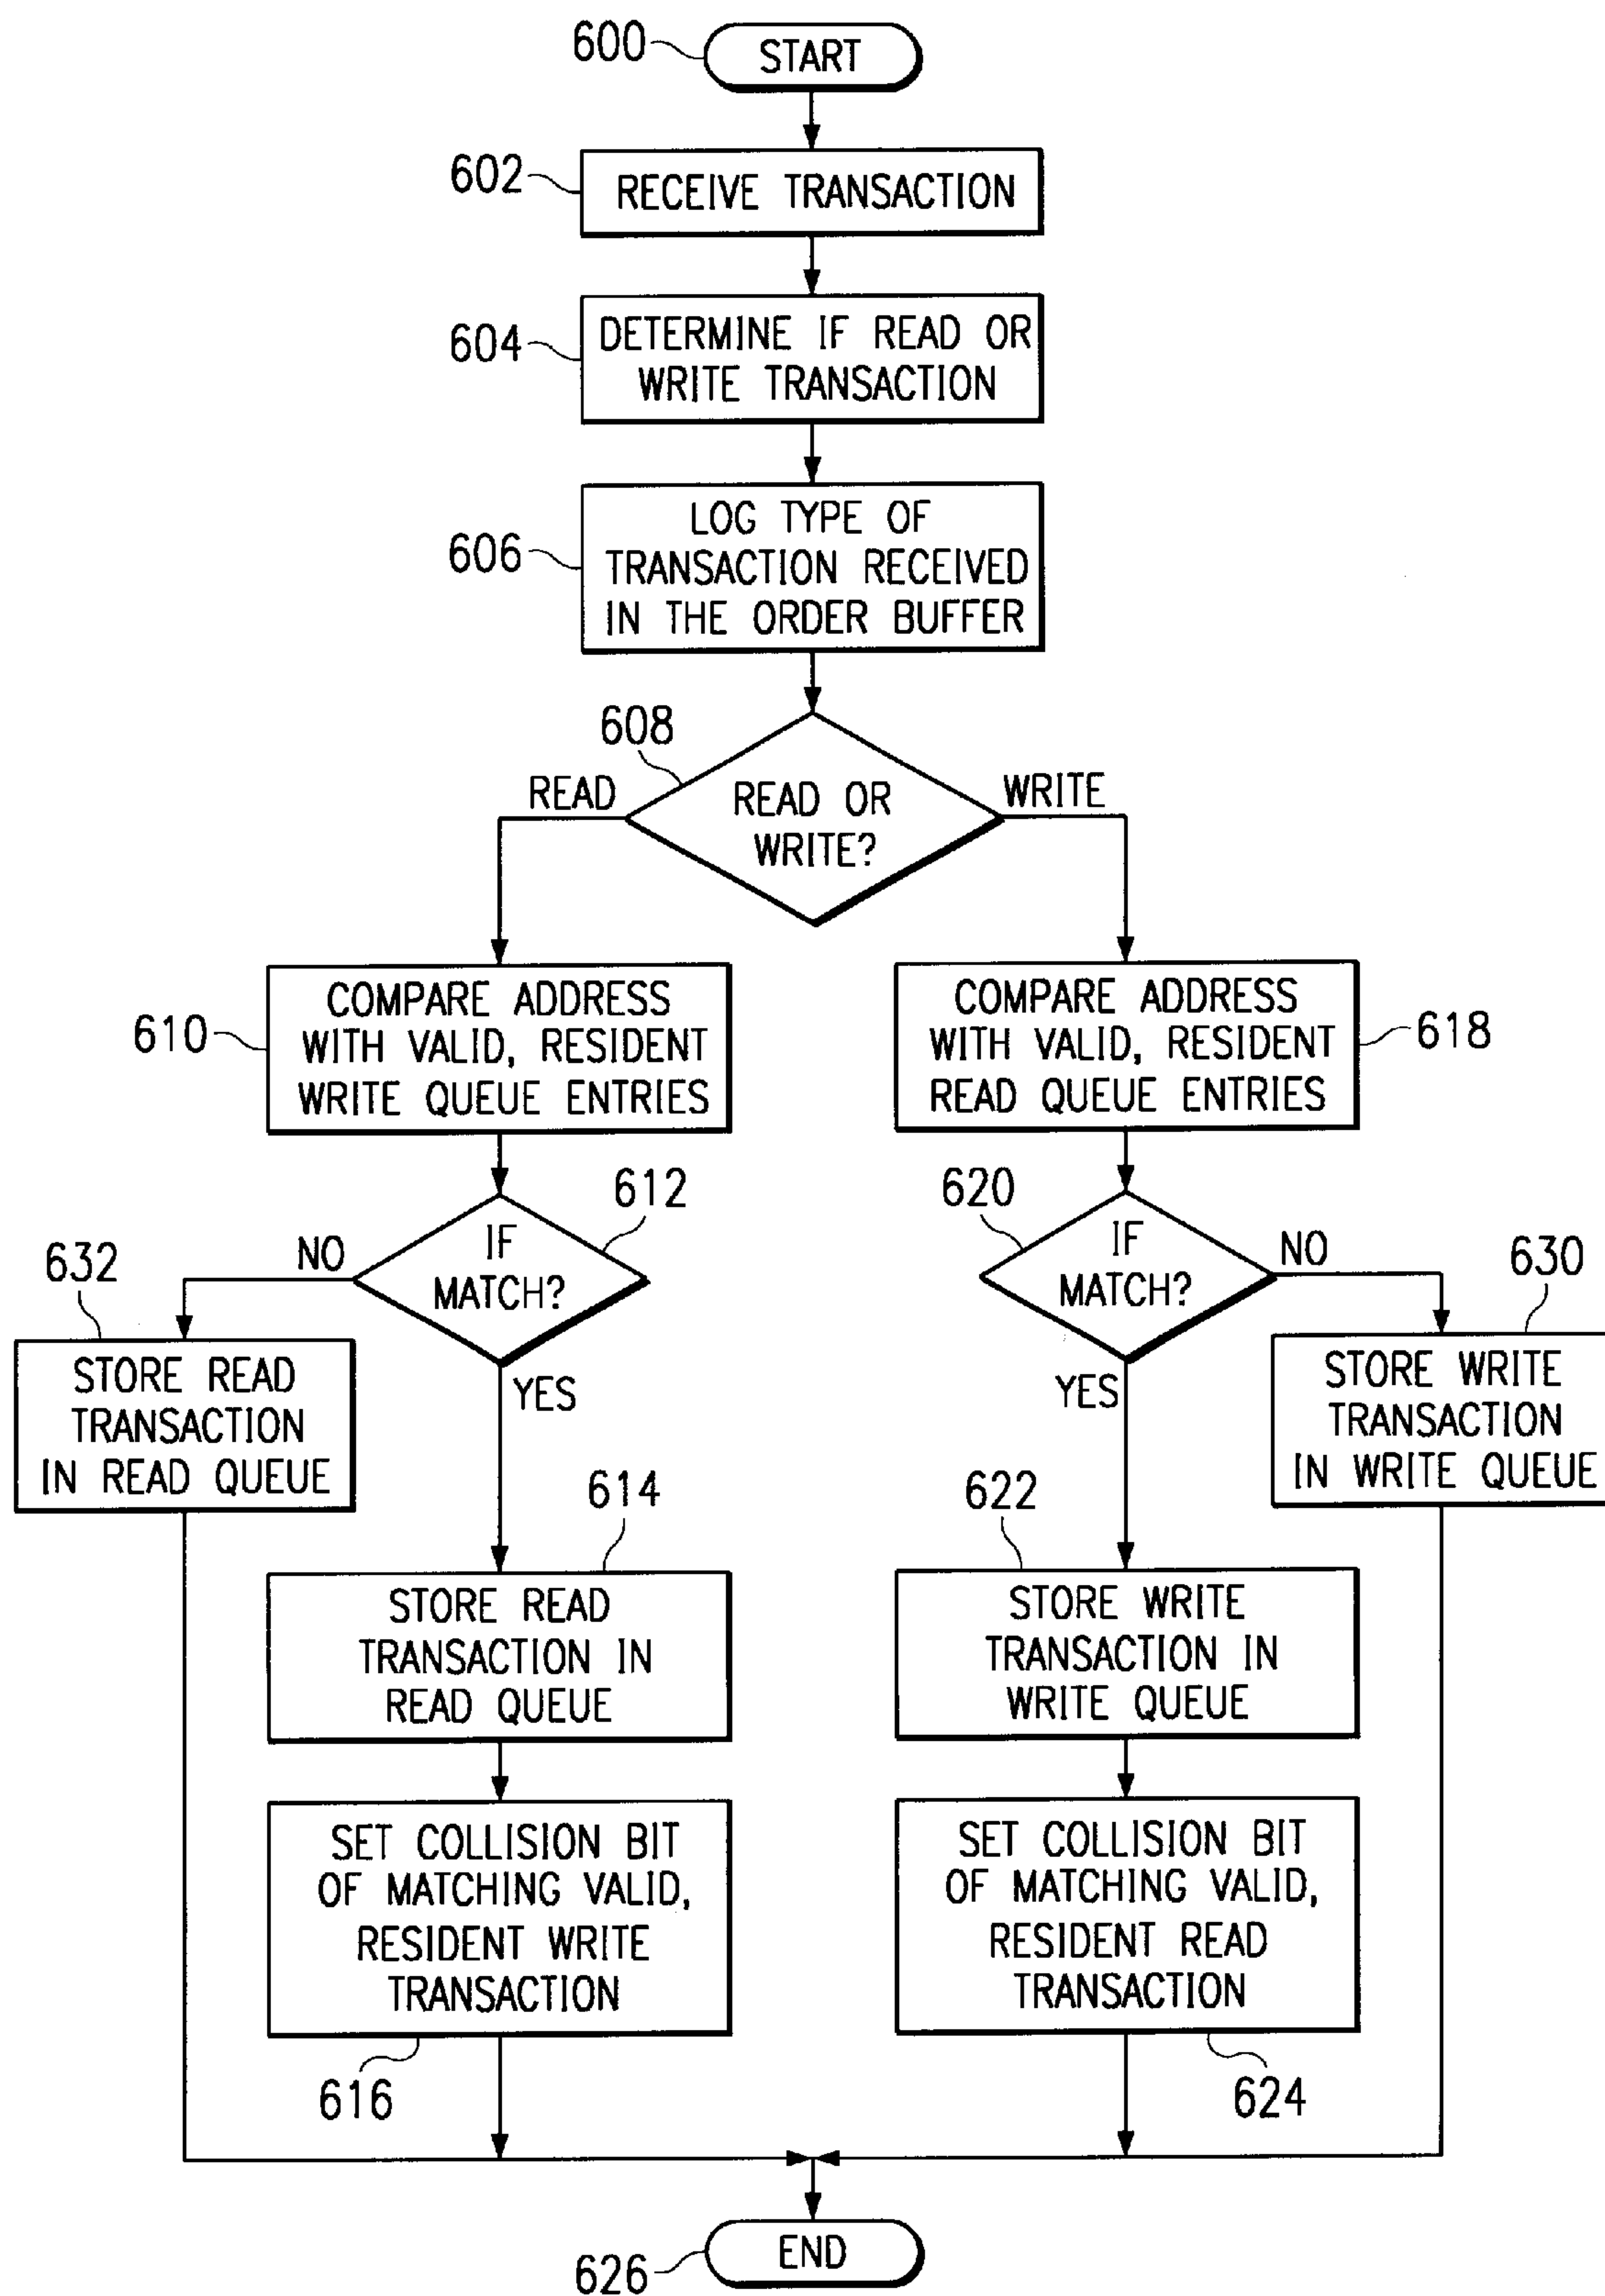 600
START
602
RECEIVE TRANSACTION
604
DETERMINE IF READ OR
WRITE TRANSACTION
606
LOG TYPE OF
TRANSACTION RECEIVED
IN THE ORDER BUFFER
608
READ
READ OR
WRITE?
WRITE
610
COMPARE ADDRESS
WITH VALID, RESIDENT
WRITE QUEUE ENTRIES
COMPARE ADDRESS
WITH VALID, RESIDENT
READ QUEUE ENTRIES
618
612
IF
MATCH?
NO
YES
632
STORE READ
TRANSACTION
IN READ QUEUE
620
IF
MATCH?
NO
YES
630
STORE WRITE
TRANSACTION
IN WRITE QUEUE
614
STORE READ
TRANSACTION IN
READ QUEUE
622
STORE WRITE
TRANSACTION IN
WRITE QUEUE
SET COLLISION BIT
OF MATCHING VALID,
RESIDENT WRITE
TRANSACTION
616
SET COLLISION BIT
OF MATCHING VALID,
RESIDENT READ
TRANSACTION
624
626
END